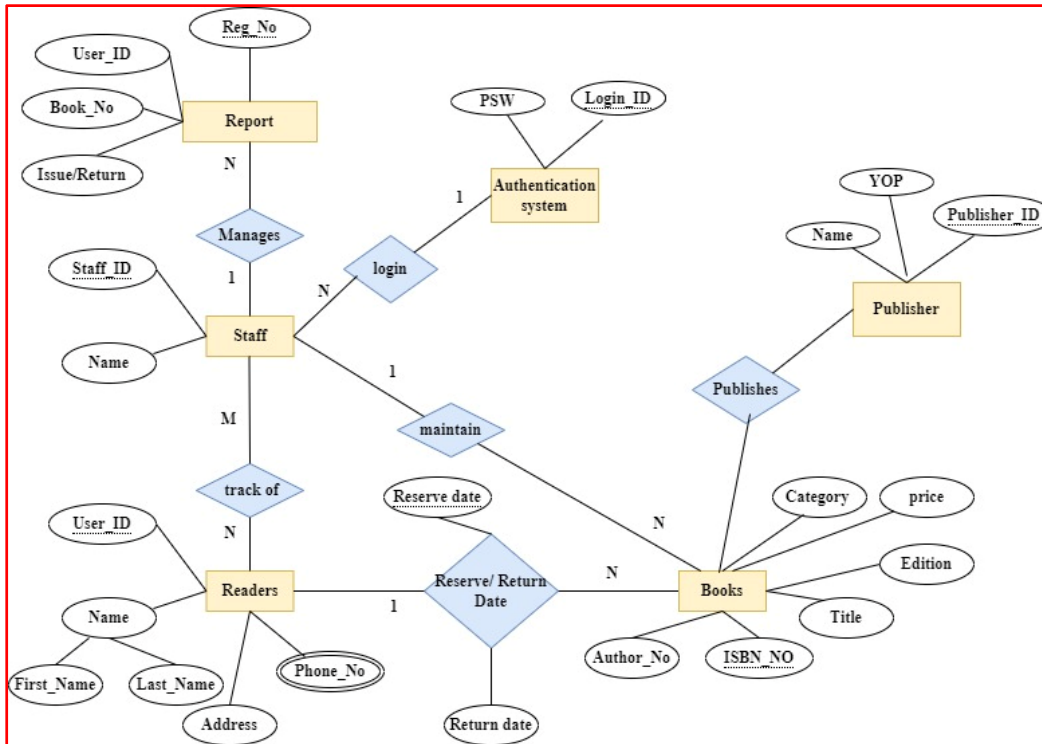 Reg_No
User_ID
Book_No
Report
Issue/Return
N
Manages
1
PSW
Login_ID
Authentication
system
1
login
N
YOP
Publisher_ID
Name
Publisher
Staff_ID
Staff
Name
1
Publishes
M
maintain
track of
N
Reserve date
N
Category
price
User_ID
Readers
1
Reserve/ Return
Date
N
Books
Edition
Title
Name
First_Name
Last_Name
Phone_No
Address
Author_No
ISBN_NO
Return date